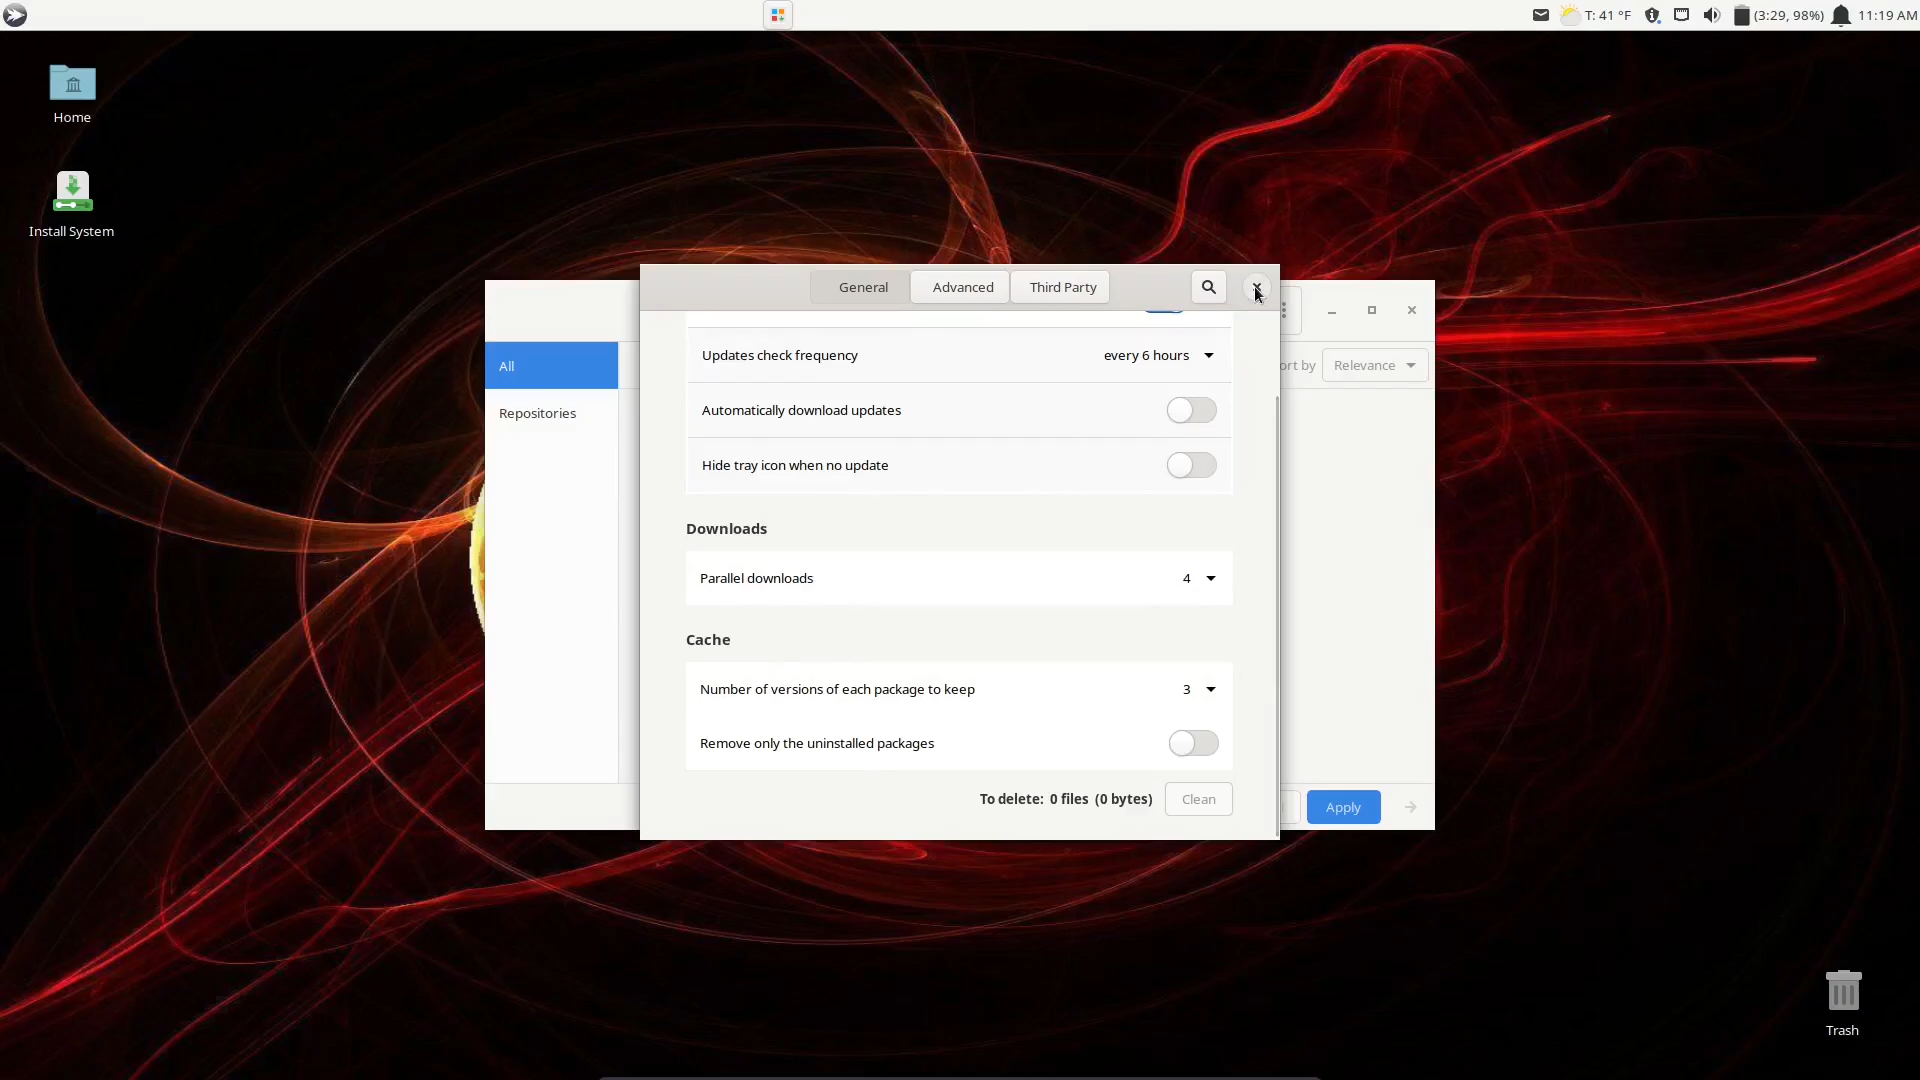 T: 41 °F
(3:29, 98%)
11:19 AM
Home
Install System
General
Advanced
Third Party
All
Repositories
ort by
Relevance
Updates check frequency
every 6 hours
Automatically download updates
Hide tray icon when no update
Downloads
Parallel downloads
4
Cache
Number of versions of each package to keep
3
Remove only the uninstalled packages
To delete: 0 files (0 bytes)
Clean
Apply
Trash